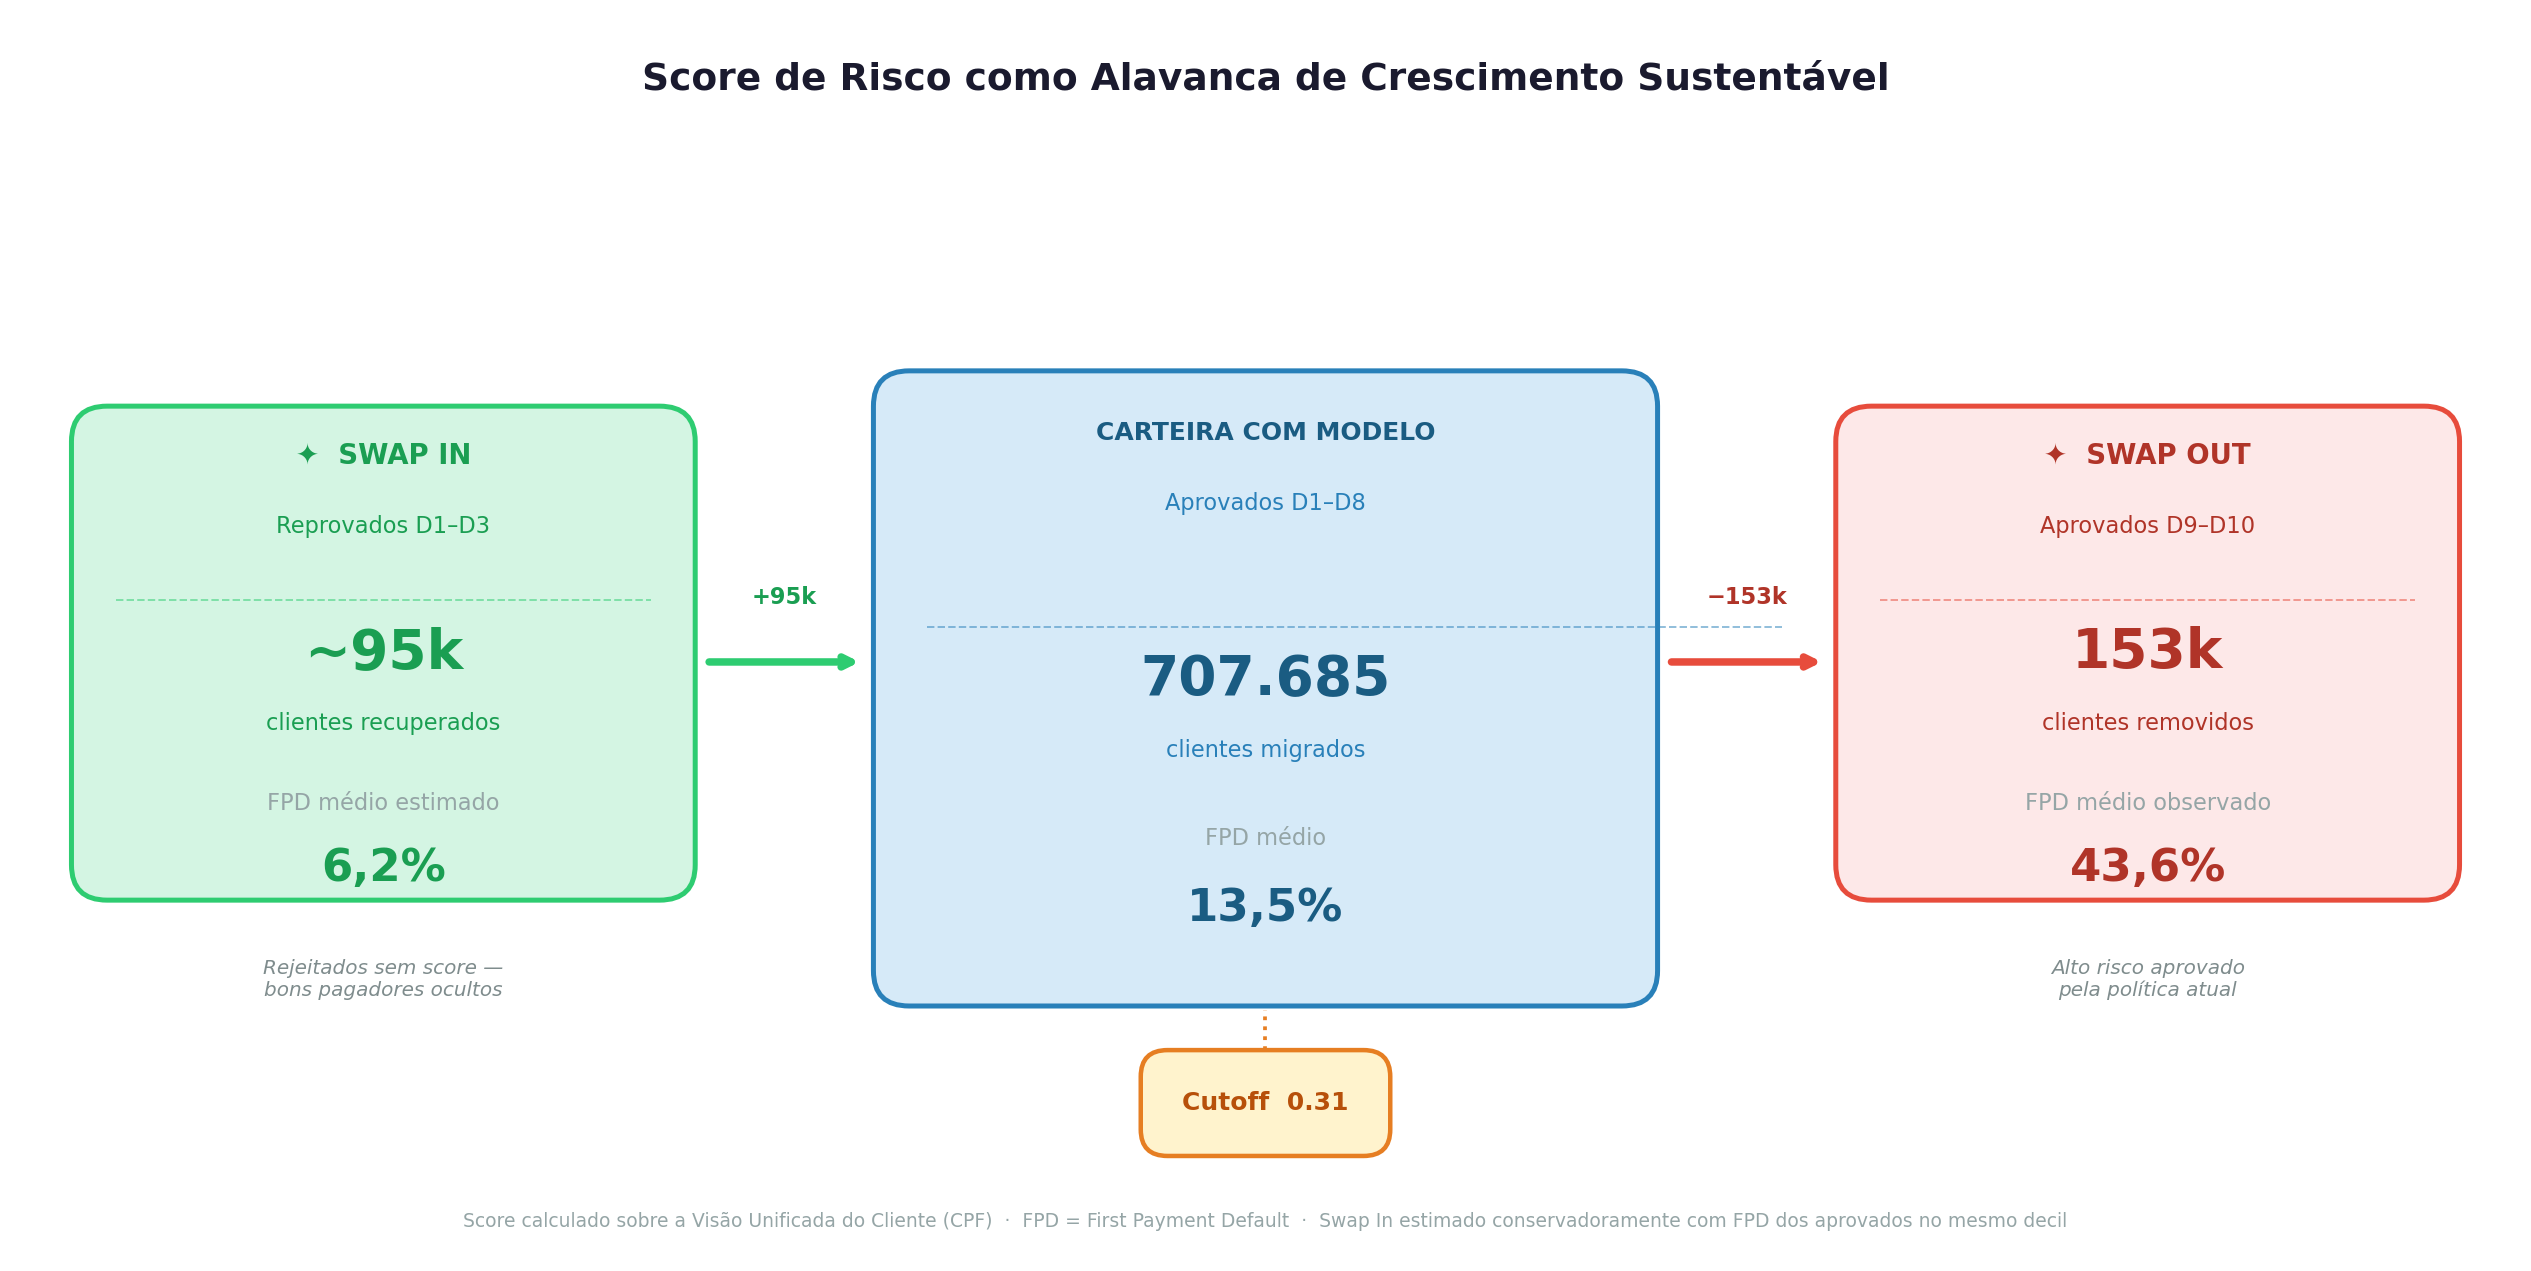 Score de Risco como Alavanca de Crescimento Sustentável
✦ SWAP IN
Reprovados D1–D3
~95k
clientes recuperados
FPD médio estimado
6,2%
Rejeitados sem score —
bons pagadores ocultos
+95k
CARTEIRA COM MODELO
Aprovados D1–D8
707.685
clientes migrados
FPD médio
13,5%
Cutoff 0.31
−153k
✦ SWAP OUT
Aprovados D9–D10
153k
clientes removidos
FPD médio observado
43,6%
Alto risco aprovado
pela política atual
Score calculado sobre a Visão Unificada do Cliente (CPF) · FPD = First Payment Default · Swap In estimado conservadoramente com FPD dos aprovados no mesmo decil